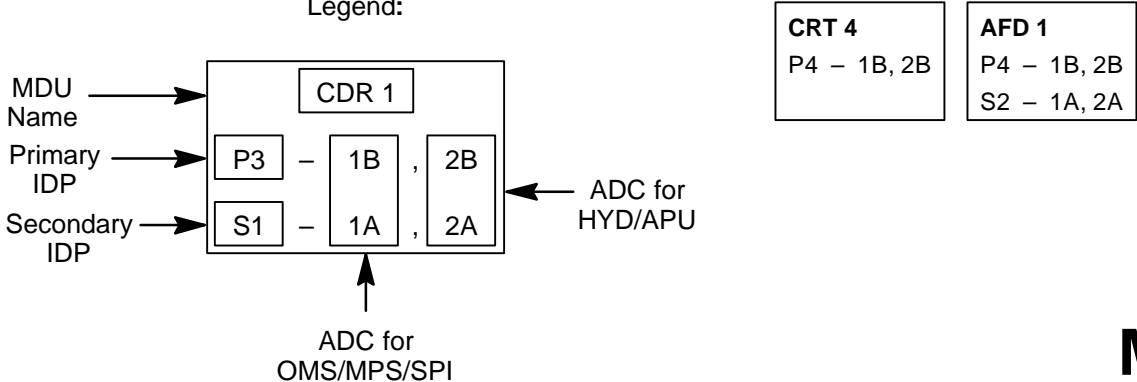 Legend:
MDU
Name
CDR 1
Primary
IDP
P3 – 1B , 2B
Secondary
IDP
S1 – 1A , 2A
ADC for
HYD/APU
ADC for
OMS/MPS/SPI
CRT 4
P4 – 1B, 2B
AFD 1
P4 – 1B, 2B
S2 – 1A, 2A